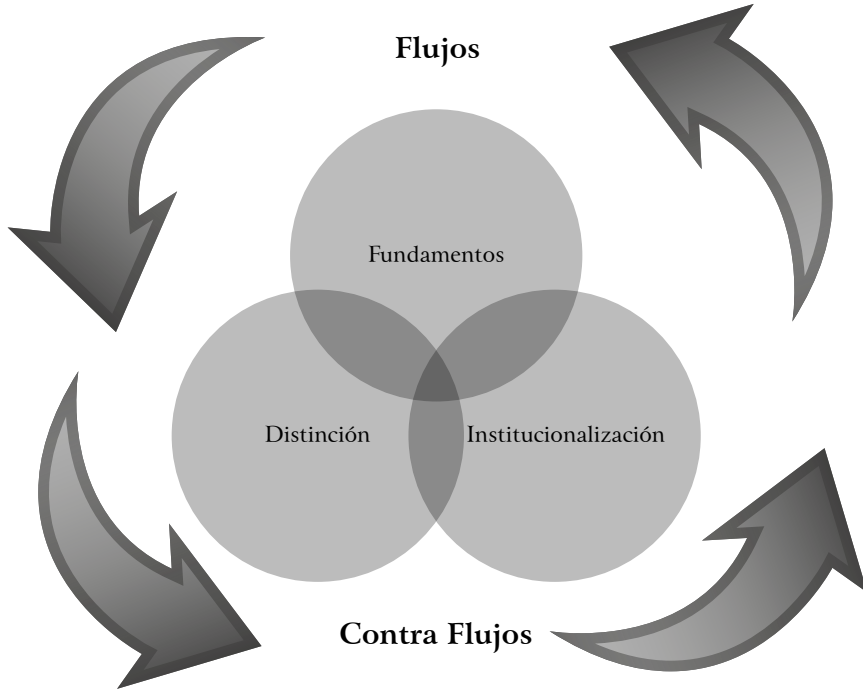 Flujos
Fundamentos
Distinción
Institucionalización
Contra Flujos